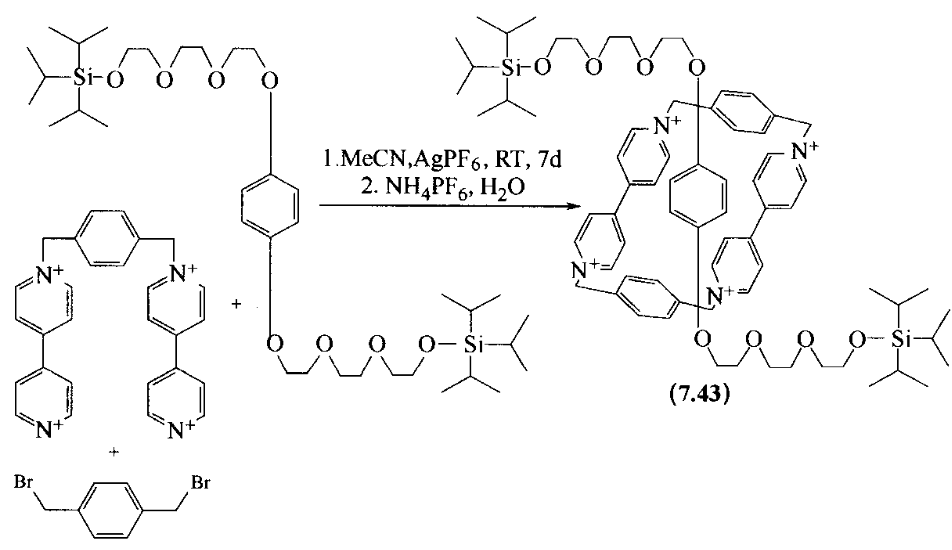 Si–O O O O
Si–O O O O
1.MeCN,AgPF6, RT, 7d
2. NH4PF6, H2O
N+ N+
N+ N+
+
O O O O–Si
N+ N+
N+ N+
O O O O–Si
(7.43)
+
Br Br